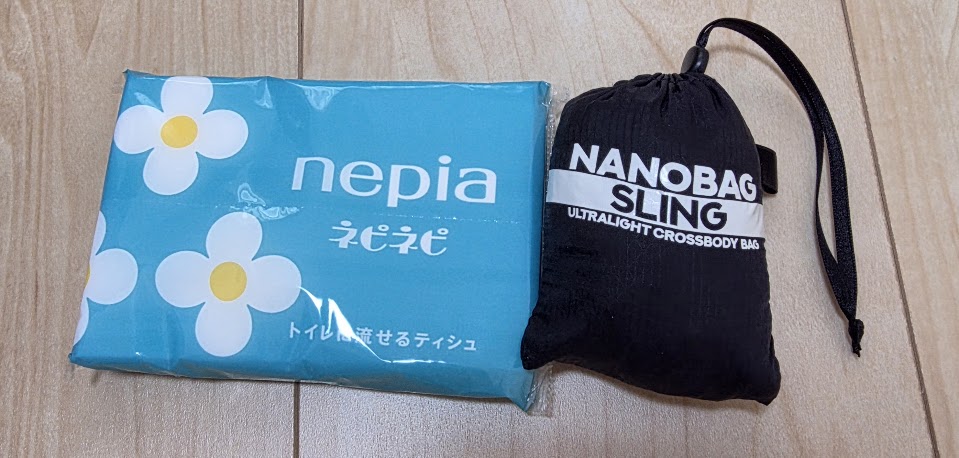 nepia
ネピネピ
トイレに流せるティシュ
NANOBAG
SLING
ULTRALIGHT CROSSBODY BAG